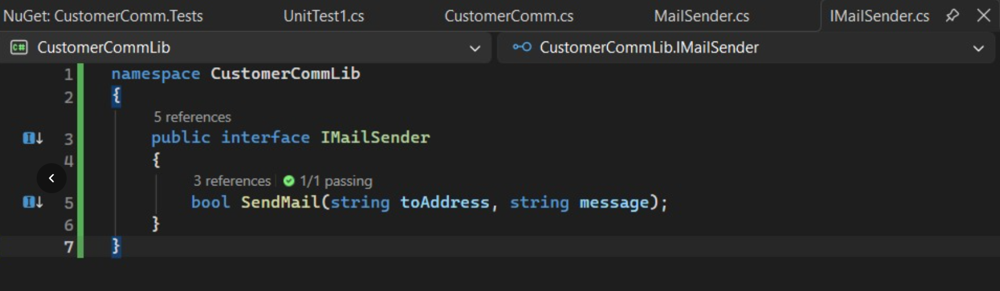 NuGet: CustomerComm.Tests UnitTest1.cs CustomerComm.cs MailSender.cs IMailSender.cs
C# CustomerCommLib CustomerCommLib.IMailSender
1 namespace CustomerCommLib
2 {
5 references
3 public interface IMailSender
4 {
3 references 1/1 passing
5 bool SendMail(string toAddress, string message);
6 }
7 }